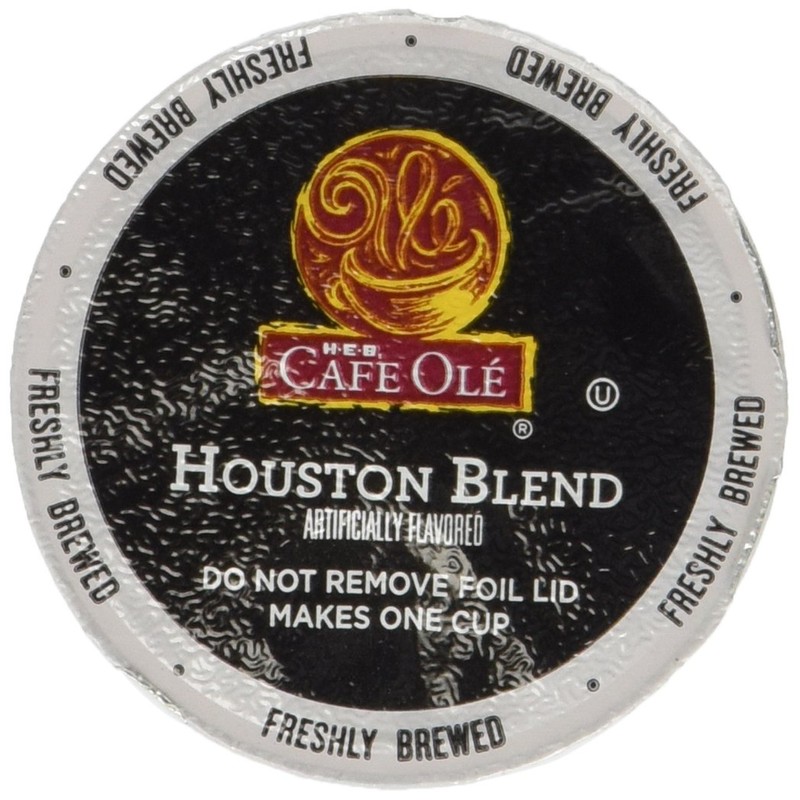 FRESHLY BREWED
FRESHLY BREWED
Olé
H-E-B
CAFE OLÉ
®
U
HOUSTON BLEND
ARTIFICIALLY FLAVORED
DO NOT REMOVE FOIL LID
MAKES ONE CUP
FRESHLY BREWED
FRESHLY BREWED
FRESHLY BREWED